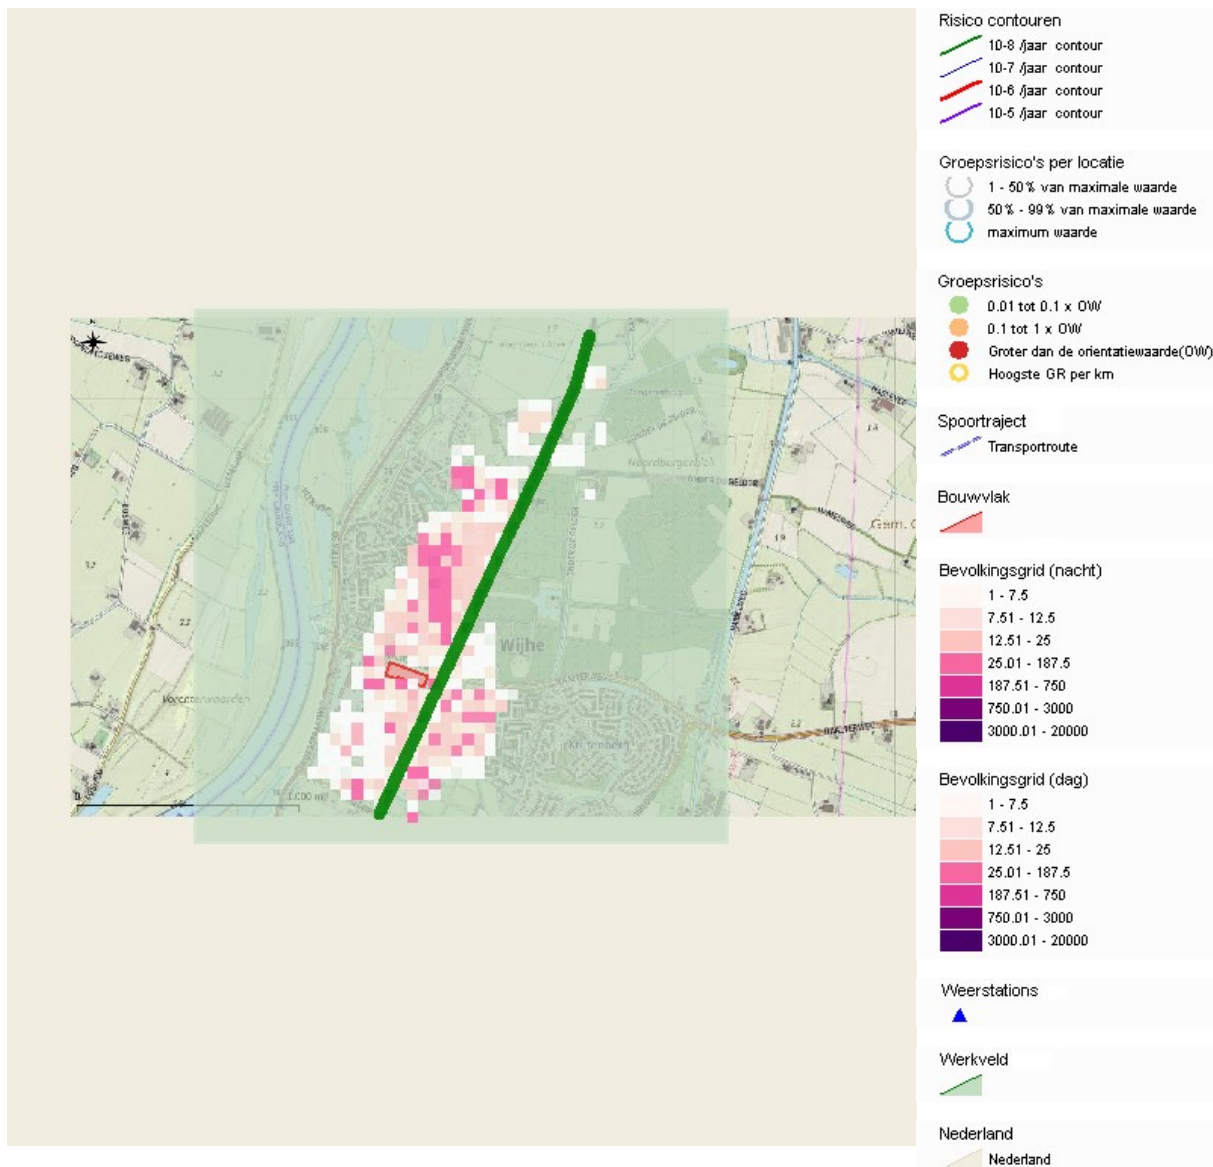 Risico contouren
10-8 /jaar contour
10-7 /jaar contour
10-6 /jaar contour
10-5 /jaar contour
Groepsrisico's per locatie
1 - 50% van maximale waarde
50% - 99% van maximale waarde
maximum waarde
Groepsrisico's
0.01 tot 0.1 x OW
0.1 tot 1 x OW
Groter dan de orientatiewaarde(OW)
Hoogste GR per km
Spoortraject
Transportroute
Bouwvlak
Bevolkingsgrid (nacht)
1 - 7.5
7.51 - 12.5
12.51 - 25
25.01 - 187.5
187.51 - 750
750.01 - 3000
3000.01 - 20000
Bevolkingsgrid (dag)
1 - 7.5
7.51 - 12.5
12.51 - 25
25.01 - 187.5
187.51 - 750
750.01 - 3000
3000.01 - 20000
Weerstations
Werkveld
Nederland
Nederland
Wijhe
1.000 m
0